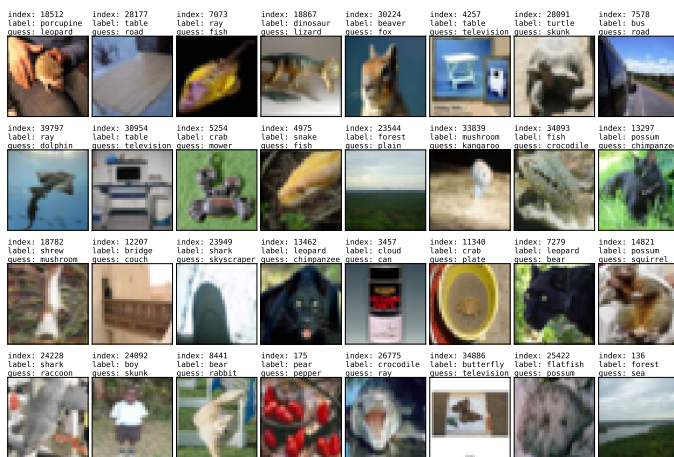 index: 18512
label: porcupine
guess: leopard
index: 28177
label: table
guess: road
index: 7073
label: ray
guess: fish
index: 18867
label: dinosaur
guess: lizard
index: 30224
label: beaver
guess: fox
index: 4257
label: table
guess: television
index: 28091
label: turtle
guess: skunk
index: 7578
label: bus
guess: road
index: 39797
label: ray
guess: dolphin
index: 30954
label: table
guess: television
index: 5254
label: crab
guess: mower
index: 4975
label: snake
guess: fish
index: 23544
label: forest
guess: plain
index: 33839
label: mushroom
guess: kangaroo
index: 34093
label: fish
guess: crocodile
index: 13297
label: possum
guess: chimpanzee
index: 18782
label: shrew
guess: mushroom
index: 12207
label: bridge
guess: couch
index: 23949
label: shark
guess: skyscraper
index: 13462
label: leopard
guess: chimpanzee
index: 3457
label: cloud
guess: can
index: 11340
label: crab
guess: plate
index: 7279
label: leopard
guess: bear
index: 14821
label: possum
guess: squirrel
index: 24228
label: shark
guess: raccoon
index: 24092
label: boy
guess: skunk
index: 8441
label: bear
guess: rabbit
index: 175
label: pear
guess: pepper
index: 26775
label: crocodile
guess: ray
index: 34886
label: butterfly
guess: television
index: 25422
label: flatfish
guess: possum
index: 136
label: forest
guess: sea